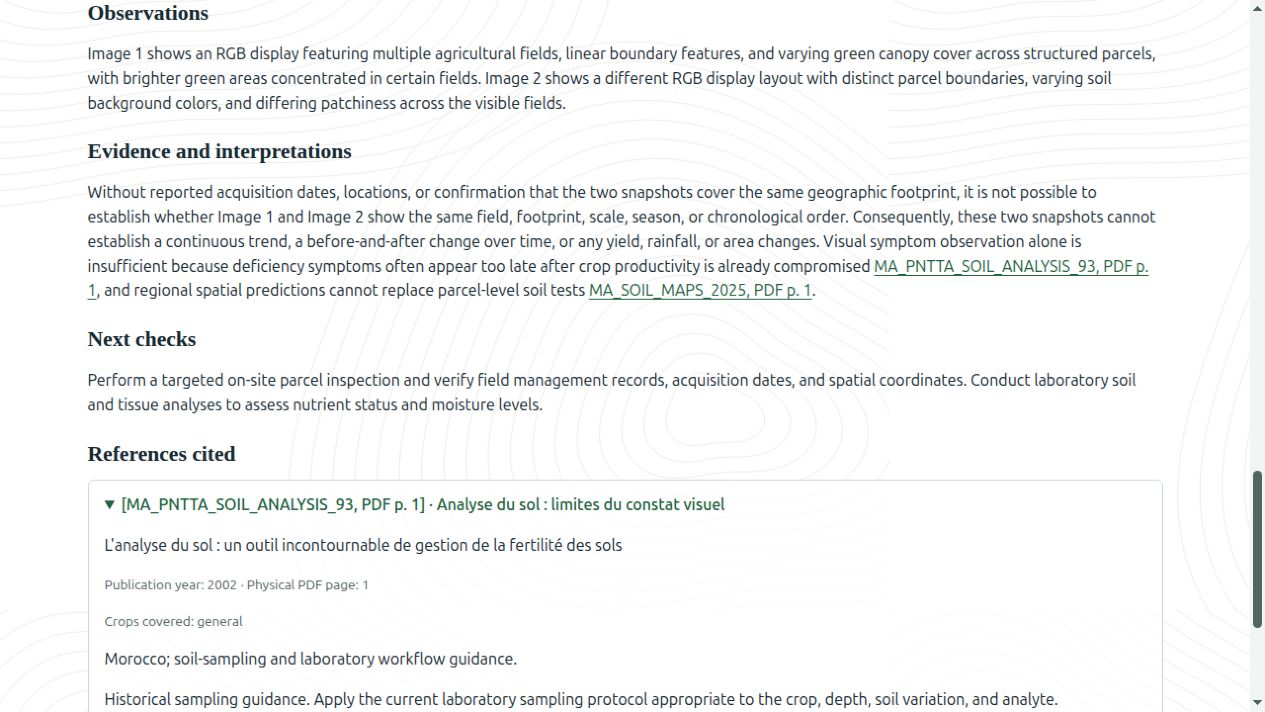 Observations
Image 1 shows an RGB display featuring multiple agricultural fields, linear boundary features, and varying green canopy cover across structured parcels,
with brighter green areas concentrated in certain fields. Image 2 shows a different RGB display layout with distinct parcel boundaries, varying soil
background colors, and differing patchiness across the visible fields.
Evidence and interpretations
Without reported acquisition dates, locations, or confirmation that the two snapshots cover the same geographic footprint, it is not possible to
establish whether Image 1 and Image 2 show the same field, footprint, scale, season, or chronological order. Consequently, these two snapshots cannot
establish a continuous trend, a before-and-after change over time, or any yield, rainfall, or area changes. Visual symptom observation alone is
insufficient because deficiency symptoms often appear too late after crop productivity is already compromised MA_PNTTA_SOIL_ANALYSIS_93, PDF p.
1, and regional spatial predictions cannot replace parcel-level soil tests MA_SOIL_MAPS_2025, PDF p. 1.
Next checks
Perform a targeted on-site parcel inspection and verify field management records, acquisition dates, and spatial coordinates. Conduct laboratory soil
and tissue analyses to assess nutrient status and moisture levels.
References cited
▼ [MA_PNTTA_SOIL_ANALYSIS_93, PDF p. 1] · Analyse du sol : limites du constat visuel
L'analyse du sol : un outil incontournable de gestion de la fertilité des sols
Publication year: 2002 · Physical PDF page: 1
Crops covered: general
Morocco; soil-sampling and laboratory workflow guidance.
Historical sampling guidance. Apply the current laboratory sampling protocol appropriate to the crop, depth, soil variation, and analyte.